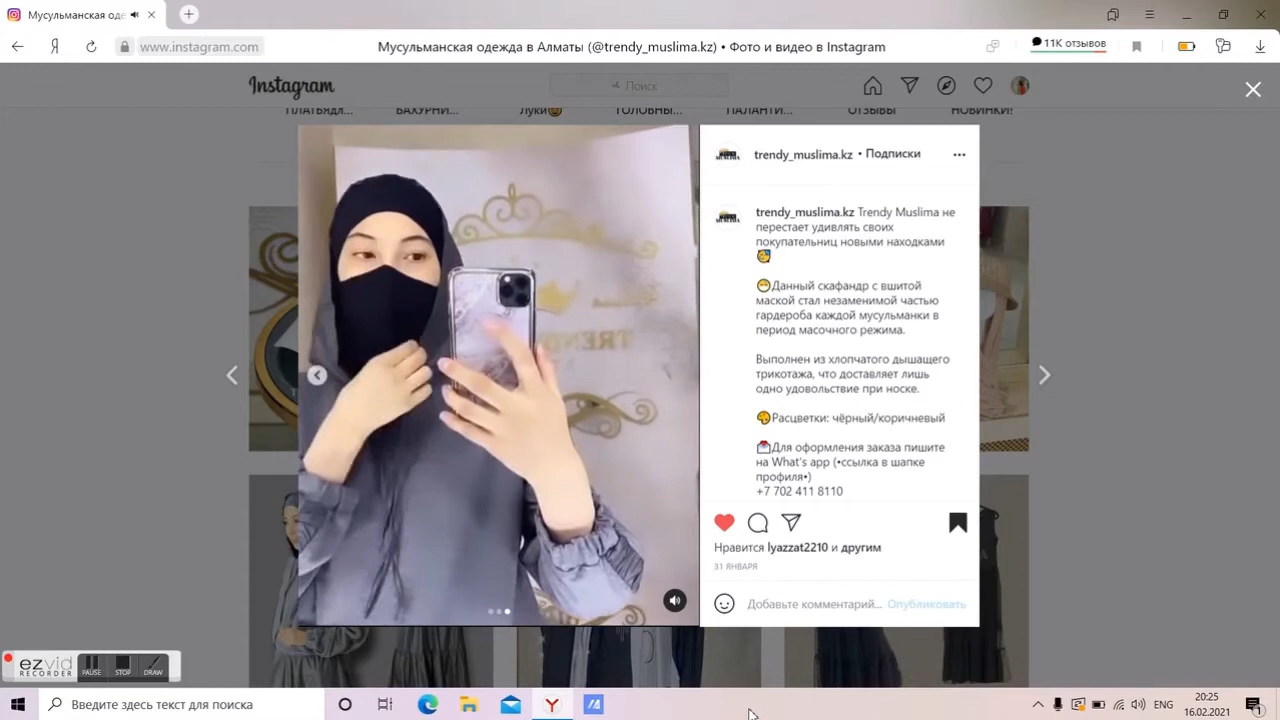 Мусульманская од
www.instagram.com
Мусульманская одежда в Алматы (@trendy_muslima.kz) • Фото и видео в Instagram
11K отзывов
Instagram
Поиск
ПЛАТЬЯДЛ...
БАХУРНИ...
Луки
ГОЛОВНЫ...
ПАЛАНТИ...
ОТЗЫВЫ
НОВИНКИ!
trendy_muslima.kz • Подписки
trendy_muslima.kz Trendy Muslima не
перестает удивлять своих
покупательниц новыми находками
Данный скафандр с вшитой
маской стал незаменимой частью
гардероба каждой мусульманки в
период масочного режима.
Выполнен из хлопчатого дышащего
трикотажа, что доставляет лишь
одно удовольствие при носке.
Расцветки: чёрный/коричневый
Для оформления заказа пишите
на What's app (•ссылка в шапке
профиля•)
+7 702 411 8110
Нравится lyazzat2210 и другим
31 ЯНВАРЯ
Добавьте комментарий... Опубликовать
ezvid
RECORDER
PAUSE
STOP
DRAW
Введите здесь текст для поиска
ENG
20:25
16.02.2021
1